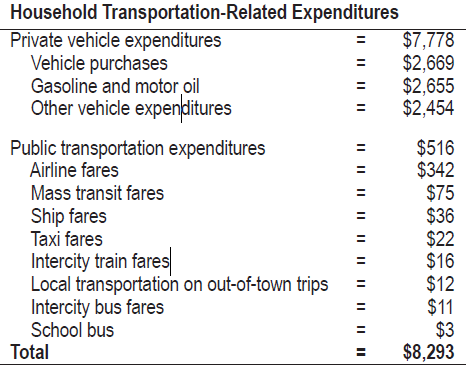 Household Transportation-Related Expenditures
Private vehicle expenditures = $7,778
Vehicle purchases = $2,669
Gasoline and motor oil = $2,655
Other vehicle expenditures = $2,454
Public transportation expenditures = $516
Airline fares = $342
Mass transit fares = $75
Ship fares = $36
Taxi fares = $22
Intercity train fares = $16
Local transportation on out-of-town trips = $12
Intercity bus fares = $11
School bus = $3
Total = $8,293